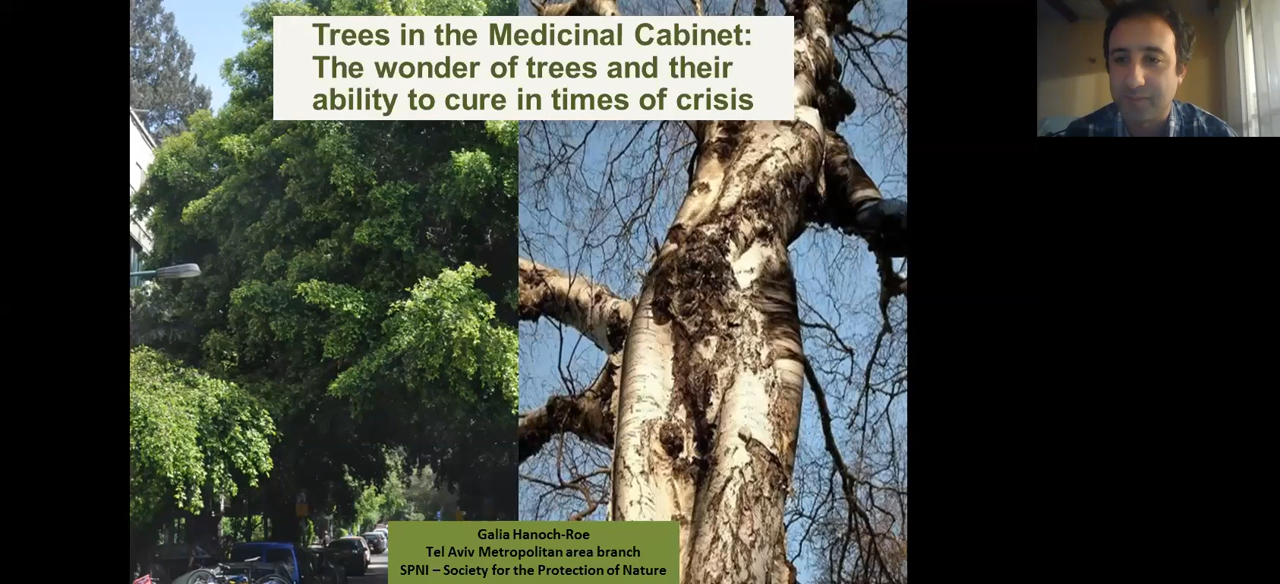 Trees in the Medicinal Cabinet:
The wonder of trees and their
ability to cure in times of crisis
Galia Hanoch-Roe
Tel Aviv Metropolitan area branch
SPNI – Society for the Protection of Nature